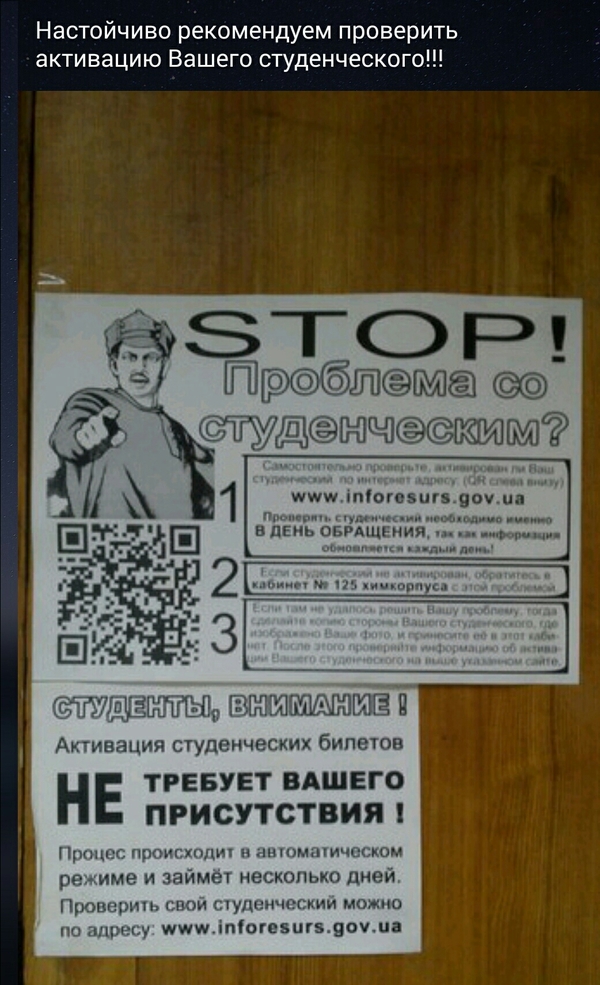 Настойчиво рекомендуем проверить
активацию Вашего студенческого!!!
STOP!
Проблема со
студенческим?
1
Самостоятельно проверьте, активирован ли Ваш
студенческий по интернет адресу: (QR слева внизу)
www.inforesurs.gov.ua
Проверить студенческий необходимо именно
В ДЕНЬ ОБРАЩЕНИЯ, так как информация
обновляется каждый день!
2
Если студенческий не активирован, обратитесь в
кабинет № 125 химкорпуса с этой проблемой.
3
Если там не удалось решить Вашу проблему, тогда
сделайте копию стороны Вашего студенческого, где
изображено Ваше фото, и принесите её в этот каби-
нет. После этого проверяйте информацию об актива-
ции Вашего студенческого на выше указанном сайте.
СТУДЕНТЫ, ВНИМАНИЕ !
Активация студенческих билетов
НЕ ТРЕБУЕТ ВАШЕГО
ПРИСУТСТВИЯ !
Процес происходит в автоматическом
режиме и займёт несколько дней.
Проверить свой студенческий можно
по адресу: www.inforesurs.gov.ua